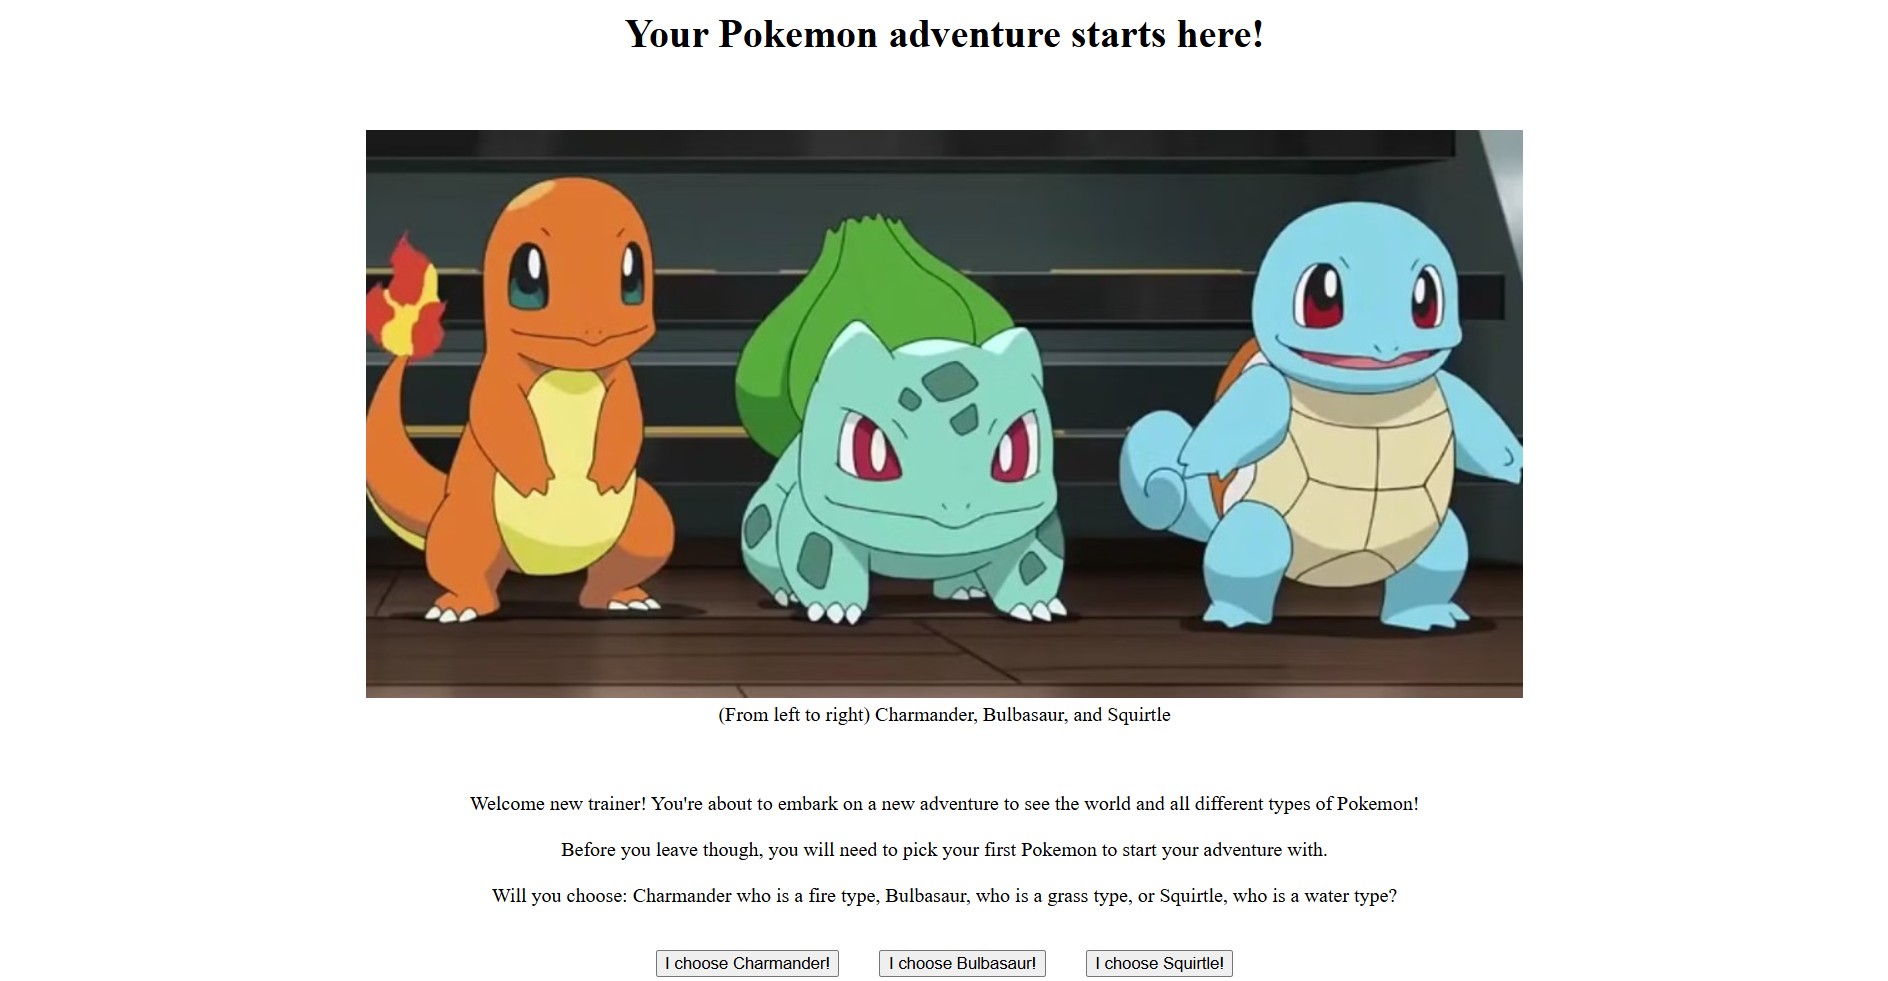 Your Pokemon adventure starts here!
(From left to right) Charmander, Bulbasaur, and Squirtle
Welcome new trainer! You're about to embark on a new adventure to see the world and all different types of Pokemon!
Before you leave though, you will need to pick your first Pokemon to start your adventure with.
Will you choose: Charmander who is a fire type, Bulbasaur, who is a grass type, or Squirtle, who is a water type?
I choose Charmander!
I choose Bulbasaur!
I choose Squirtle!